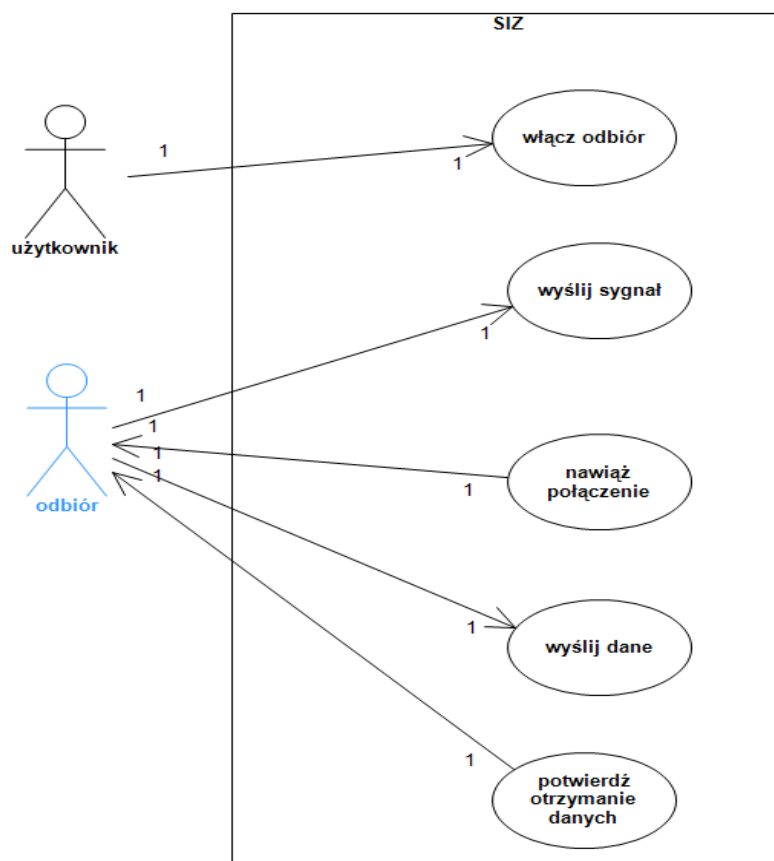 SIZ
włącz odbiór
1
1
użytkownik
wyślij sygnał
1
1
1
1
1
odbiór
nawiąż
połączenie
1
wyślij dane
1
potwierdź
otrzymanie
danych
1